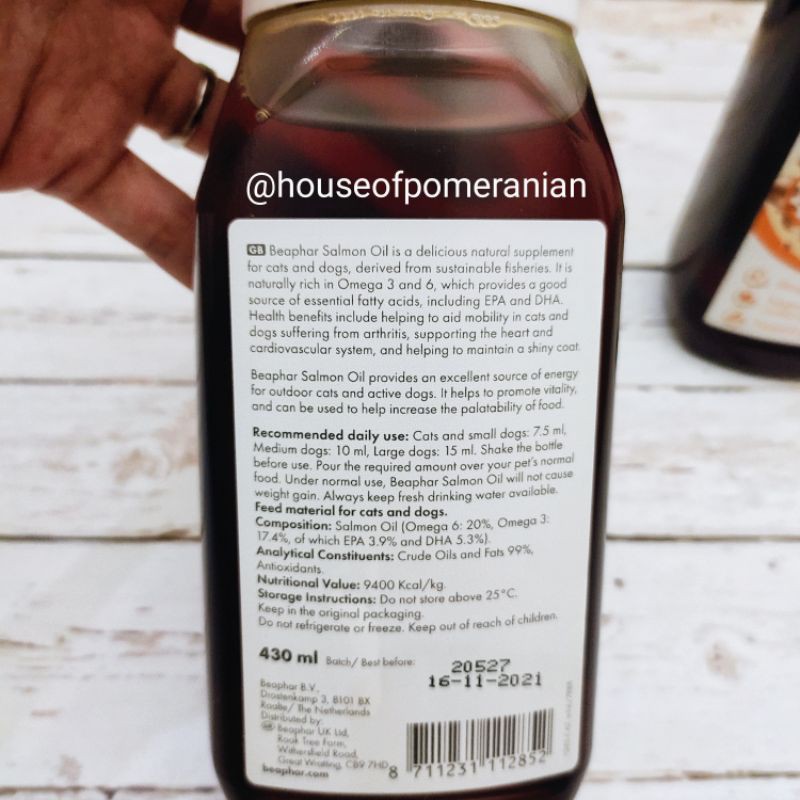 @houseofpomeranian
GB Beaphar Salmon Oil is a delicious natural supplement
for cats and dogs, derived from sustainable fisheries. It is
naturally rich in Omega 3 and 6, which provides a good
source of essential fatty acids, including EPA and DHA.
Health benefits include helping to aid mobility in cats and
dogs suffering from arthritis, supporting the heart and
cardiovascular system, and helping to maintain a shiny coat.
Beaphar Salmon Oil provides an excellent source of energy
for outdoor cats and active dogs. It helps to promote vitality,
and can be used to help increase the palatability of food.
Recommended daily use: Cats and small dogs: 7.5 ml,
Medium dogs: 10 ml, Large dogs: 15 ml. Shake the bottle
before use. Pour the required amount over your pet's normal
food. Under normal use, Beaphar Salmon Oil will not cause
weight gain. Always keep fresh drinking water available.
Feed material for cats and dogs.
Composition: Salmon Oil (Omega 6: 20%, Omega 3:
17.4%, of which EPA 3.9% and DHA 5.3%).
Analytical Constituents: Crude Oils and Fats 99%,
Antioxidants.
Nutritional Value: 9400 Kcal/kg.
Storage Instructions: Do not store above 25°C.
Keep in the original packaging.
Do not refrigerate or freeze. Keep out of reach of children.
430 ml Batch/ Best before: 20527
16-11-2021
Beaphar B.V.,
Drostenkamp 3, 8101 BX
Raalte/ The Netherlands
Distributed by:
GB Beaphar UK Ltd,
Rook Tree Farm,
Withersfield Road,
Great Wratting, CB9 7HD
beaphar.com
8 711231 112852